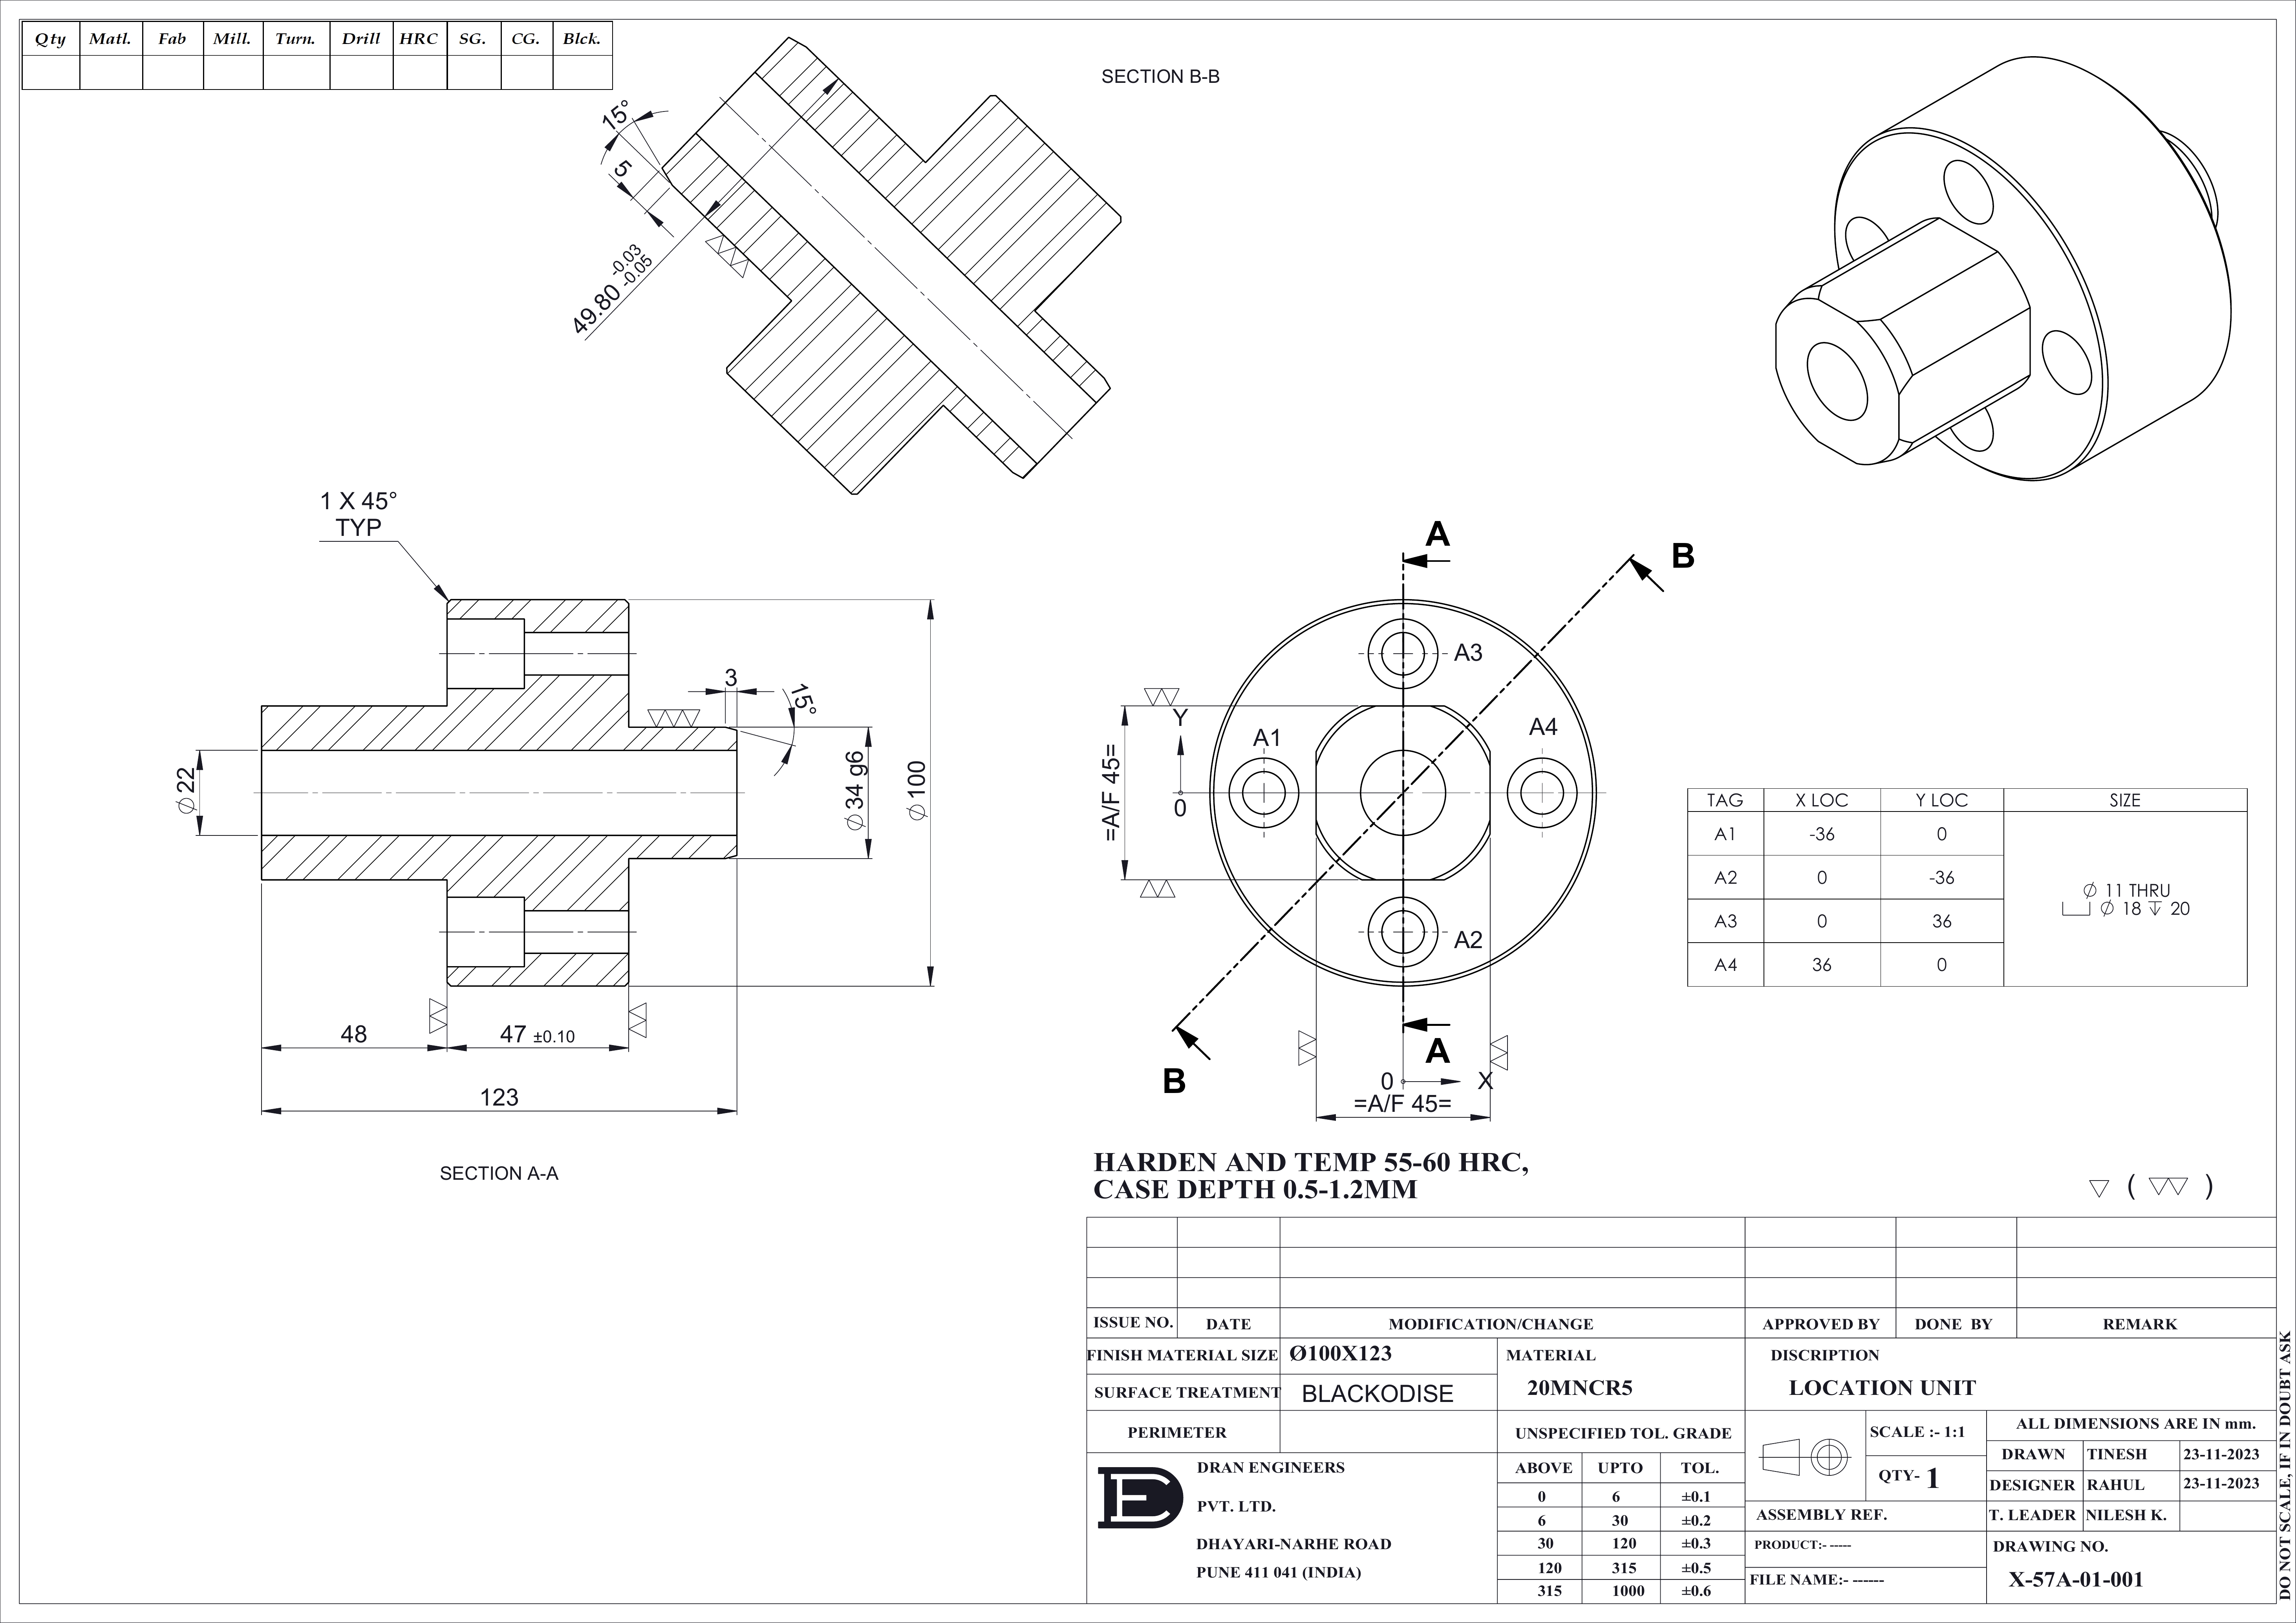 Qty Matl. Fab Mill. Turn. Drill HRC SG. CG. Blck.
SECTION B-B
15°
5
49.80 -0.03 -0.05
1 X 45°
TYP
3
15°
⌀22
⌀34 g6
⌀100
48
47 ±0.10
123
SECTION A-A
A
B
A3
Y
A1
A4
=A/F 45=
0
A2
A
B
0 X
=A/F 45=
TAG X LOC Y LOC SIZE
A1 -36 0
A2 0 -36
A3 0 36
A4 36 0
⌀ 11 THRU
⌴ ⌀ 18 ↧ 20
HARDEN AND TEMP 55-60 HRC,
CASE DEPTH 0.5-1.2MM
( )
ISSUE NO. DATE MODIFICATION/CHANGE APPROVED BY DONE BY REMARK
FINISH MATERIAL SIZE Ø100X123
SURFACE TREATMENT BLACKODISE
PERIMETER
MATERIAL
20MNCR5
DISCRIPTION
LOCATION UNIT
UNSPECIFIED TOL. GRADE
ABOVE UPTO TOL.
0 6 ±0.1
6 30 ±0.2
30 120 ±0.3
120 315 ±0.5
315 1000 ±0.6
DRAN ENGINEERS
PVT. LTD.
DHAYARI-NARHE ROAD
PUNE 411 041 (INDIA)
SCALE :- 1:1
QTY- 1
ALL DIMENSIONS ARE IN mm.
DRAWN TINESH 23-11-2023
DESIGNER RAHUL 23-11-2023
T. LEADER NILESH K.
ASSEMBLY REF.
PRODUCT:- -----
FILE NAME:- ------
DRAWING NO.
X-57A-01-001
DO NOT SCALE, IF IN DOUBT ASK